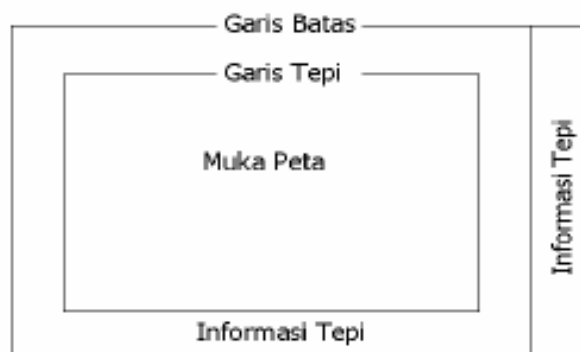 Garis Batas
Garis Tepi
Muka Peta
Informasi Tepi
Informasi Tepi